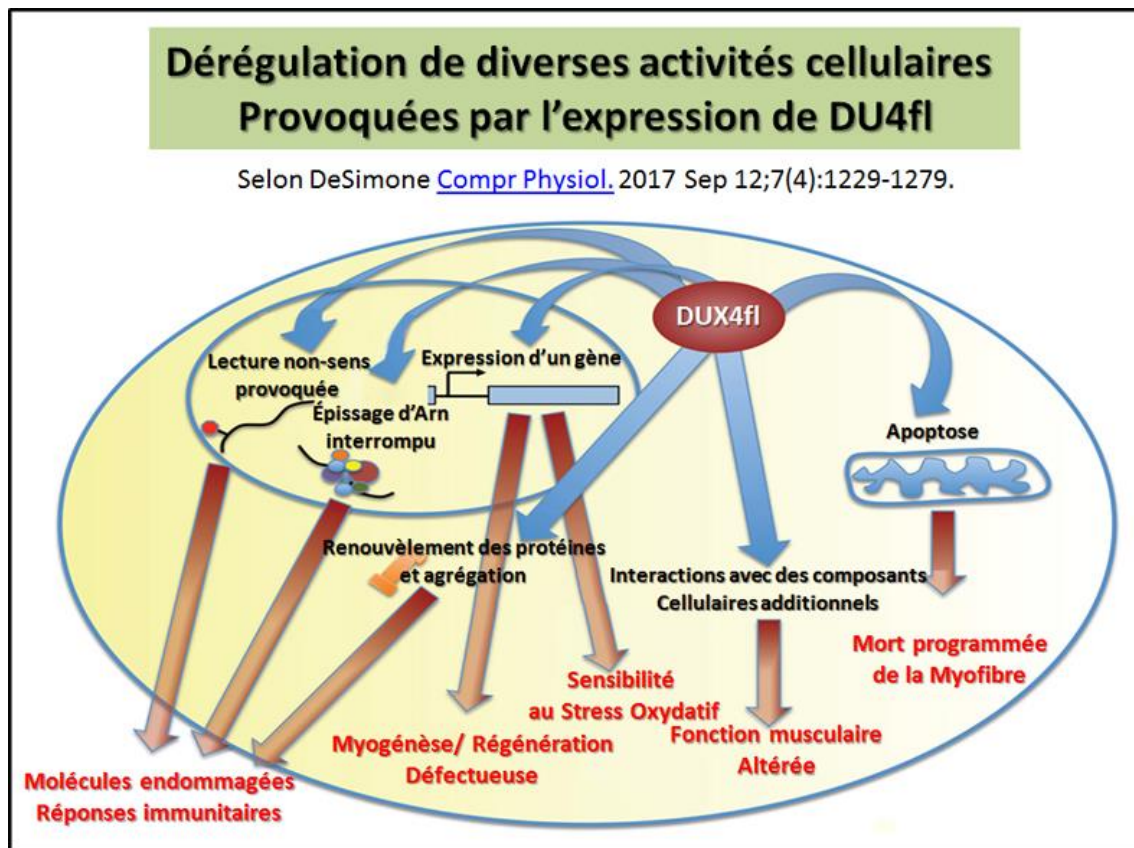 Dérégulation de diverses activités cellulaires
Provoquées par l'expression de DU4fl
Selon DeSimone Compr Physiol. 2017 Sep 12;7(4):1229-1279.
DUX4fl
Lecture non-sens
provoquée
Expression d'un gène
Épissage d'Arn
interrompu
Apoptose
Renouvèlement des protéines
et agrégation
Interactions avec des composants
Cellulaires additionnels
Mort programmée
de la Myofibre
Sensibilité
au Stress Oxydatif
Myogénèse/ Régénération
Défectueuse
Fonction musculaire
Altérée
Molécules endommagées
Réponses immunitaires